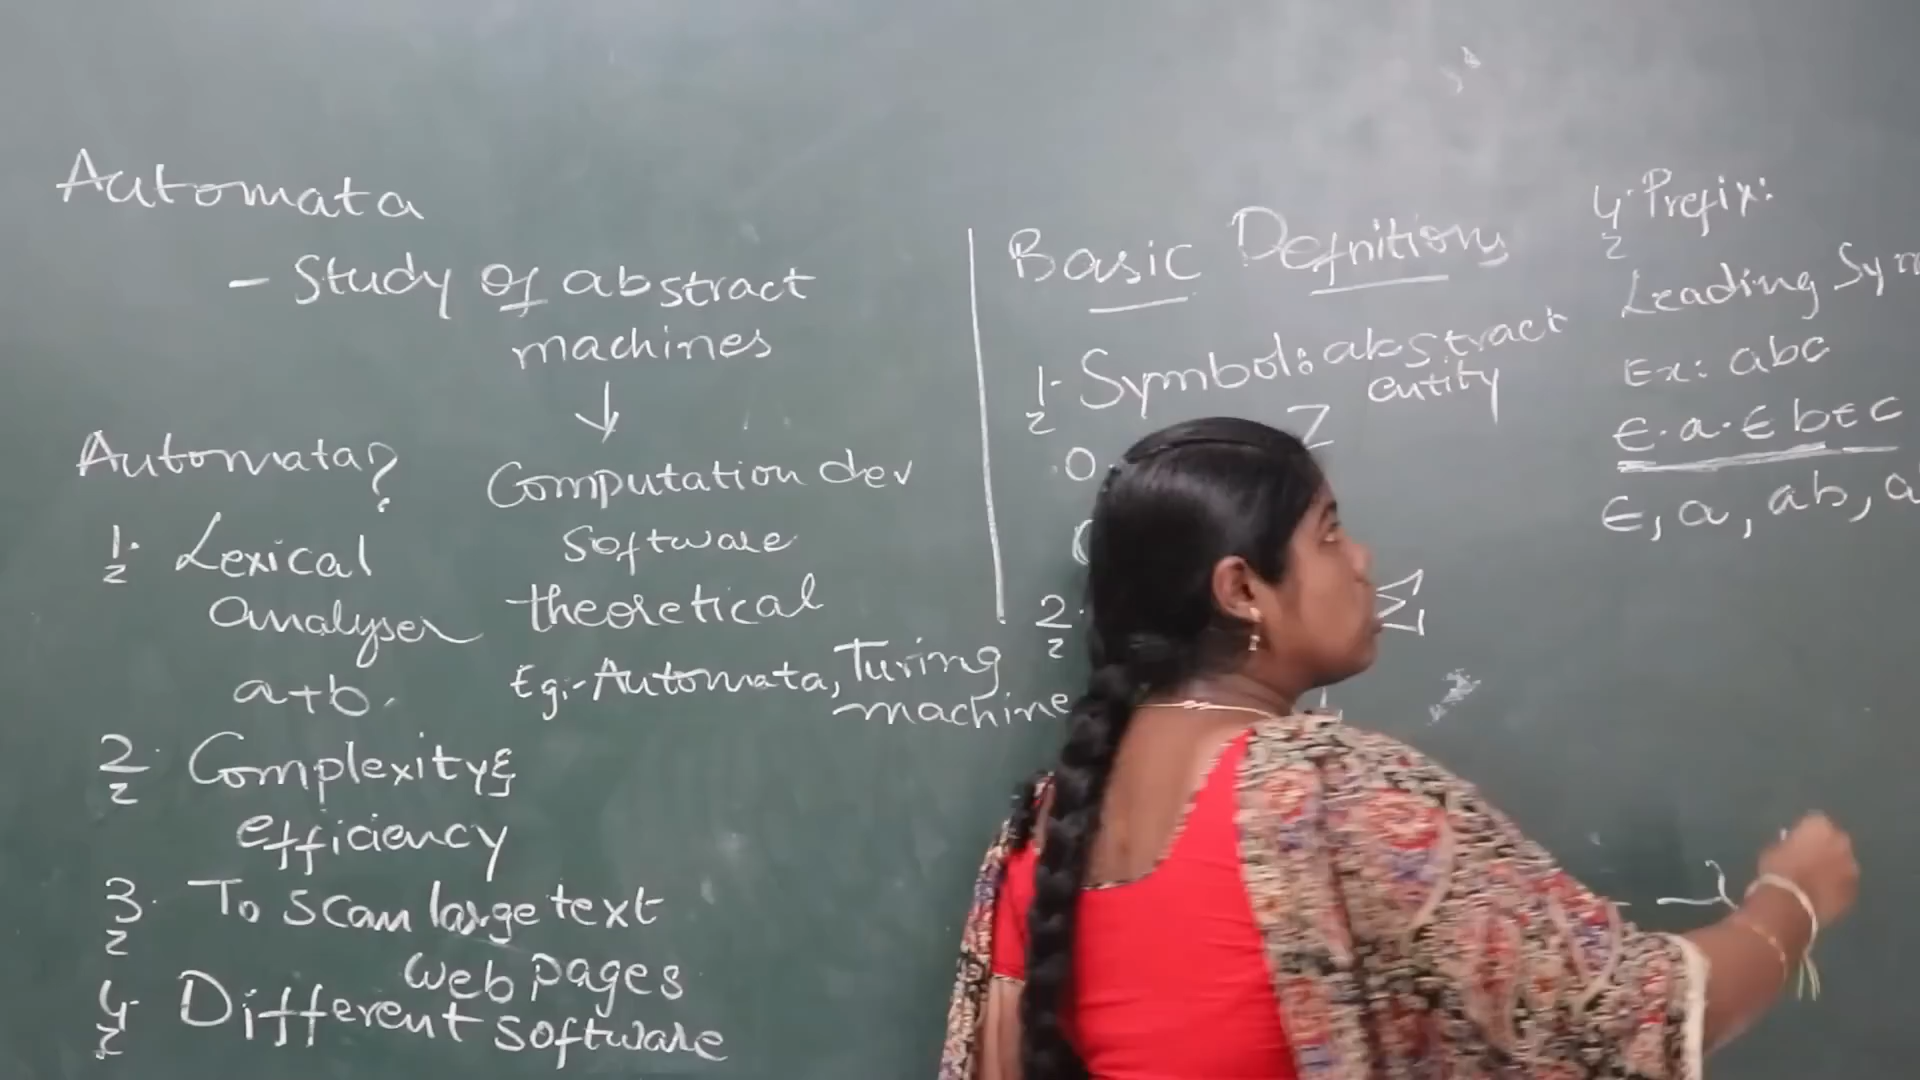 Automata
- Study of abstract
machines
↓
Computation dev
Software
theoretical
Eg:- Automata, Turing
machine
Automata?
1. Lexical
Analyser
a+b.
2. Complexity &
efficiency
3. To Scan large text
web pages
4. Different Software
Basic Defnitions
1. Symbol: abstract
entity
0
2.
Σ
4. Prefix:
Leading Sym
Ex: abc
ε.a.εbεc
ε, a, ab, a